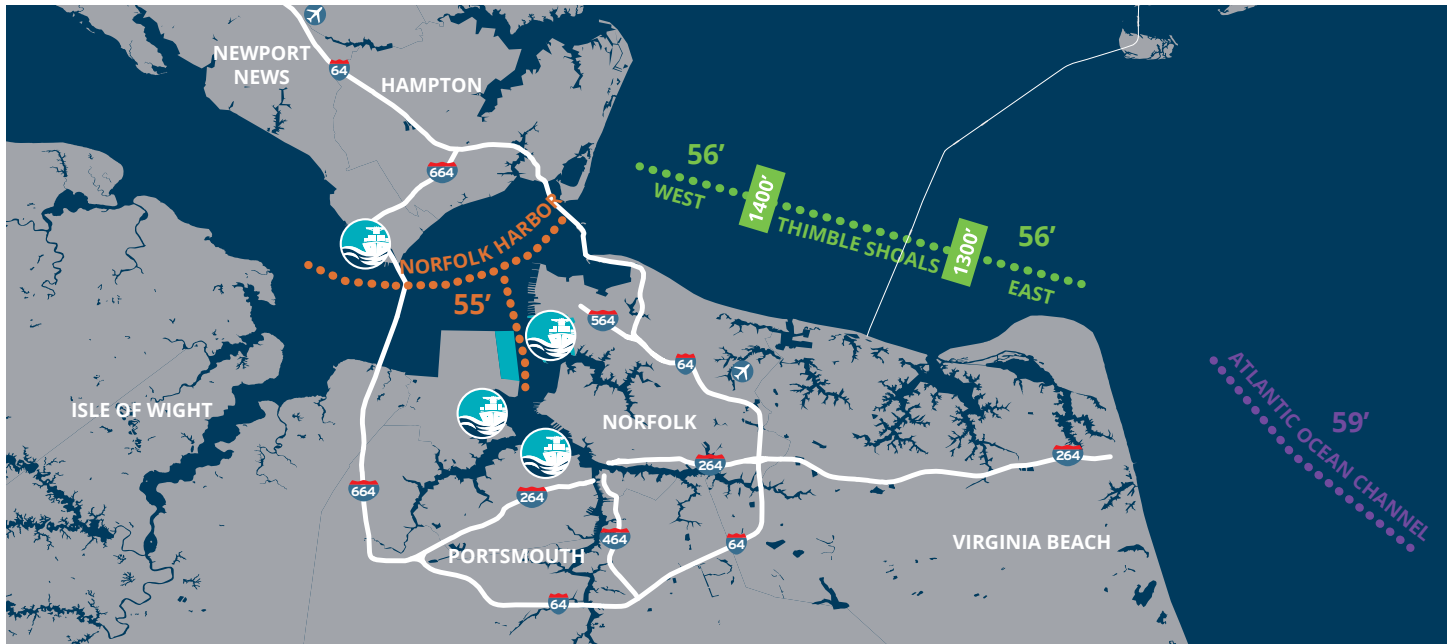 NEWPORT
NEWS
64
HAMPTON
664
56’
WEST
1400’
THIMBLE SHOALS
1300’
56’
EAST
NORFOLK HARBOR
55’
564
64
ATLANTIC OCEAN CHANNEL
59’
ISLE OF WIGHT
NORFOLK
264
264
664
264
464
64
VIRGINIA BEACH
PORTSMOUTH
64